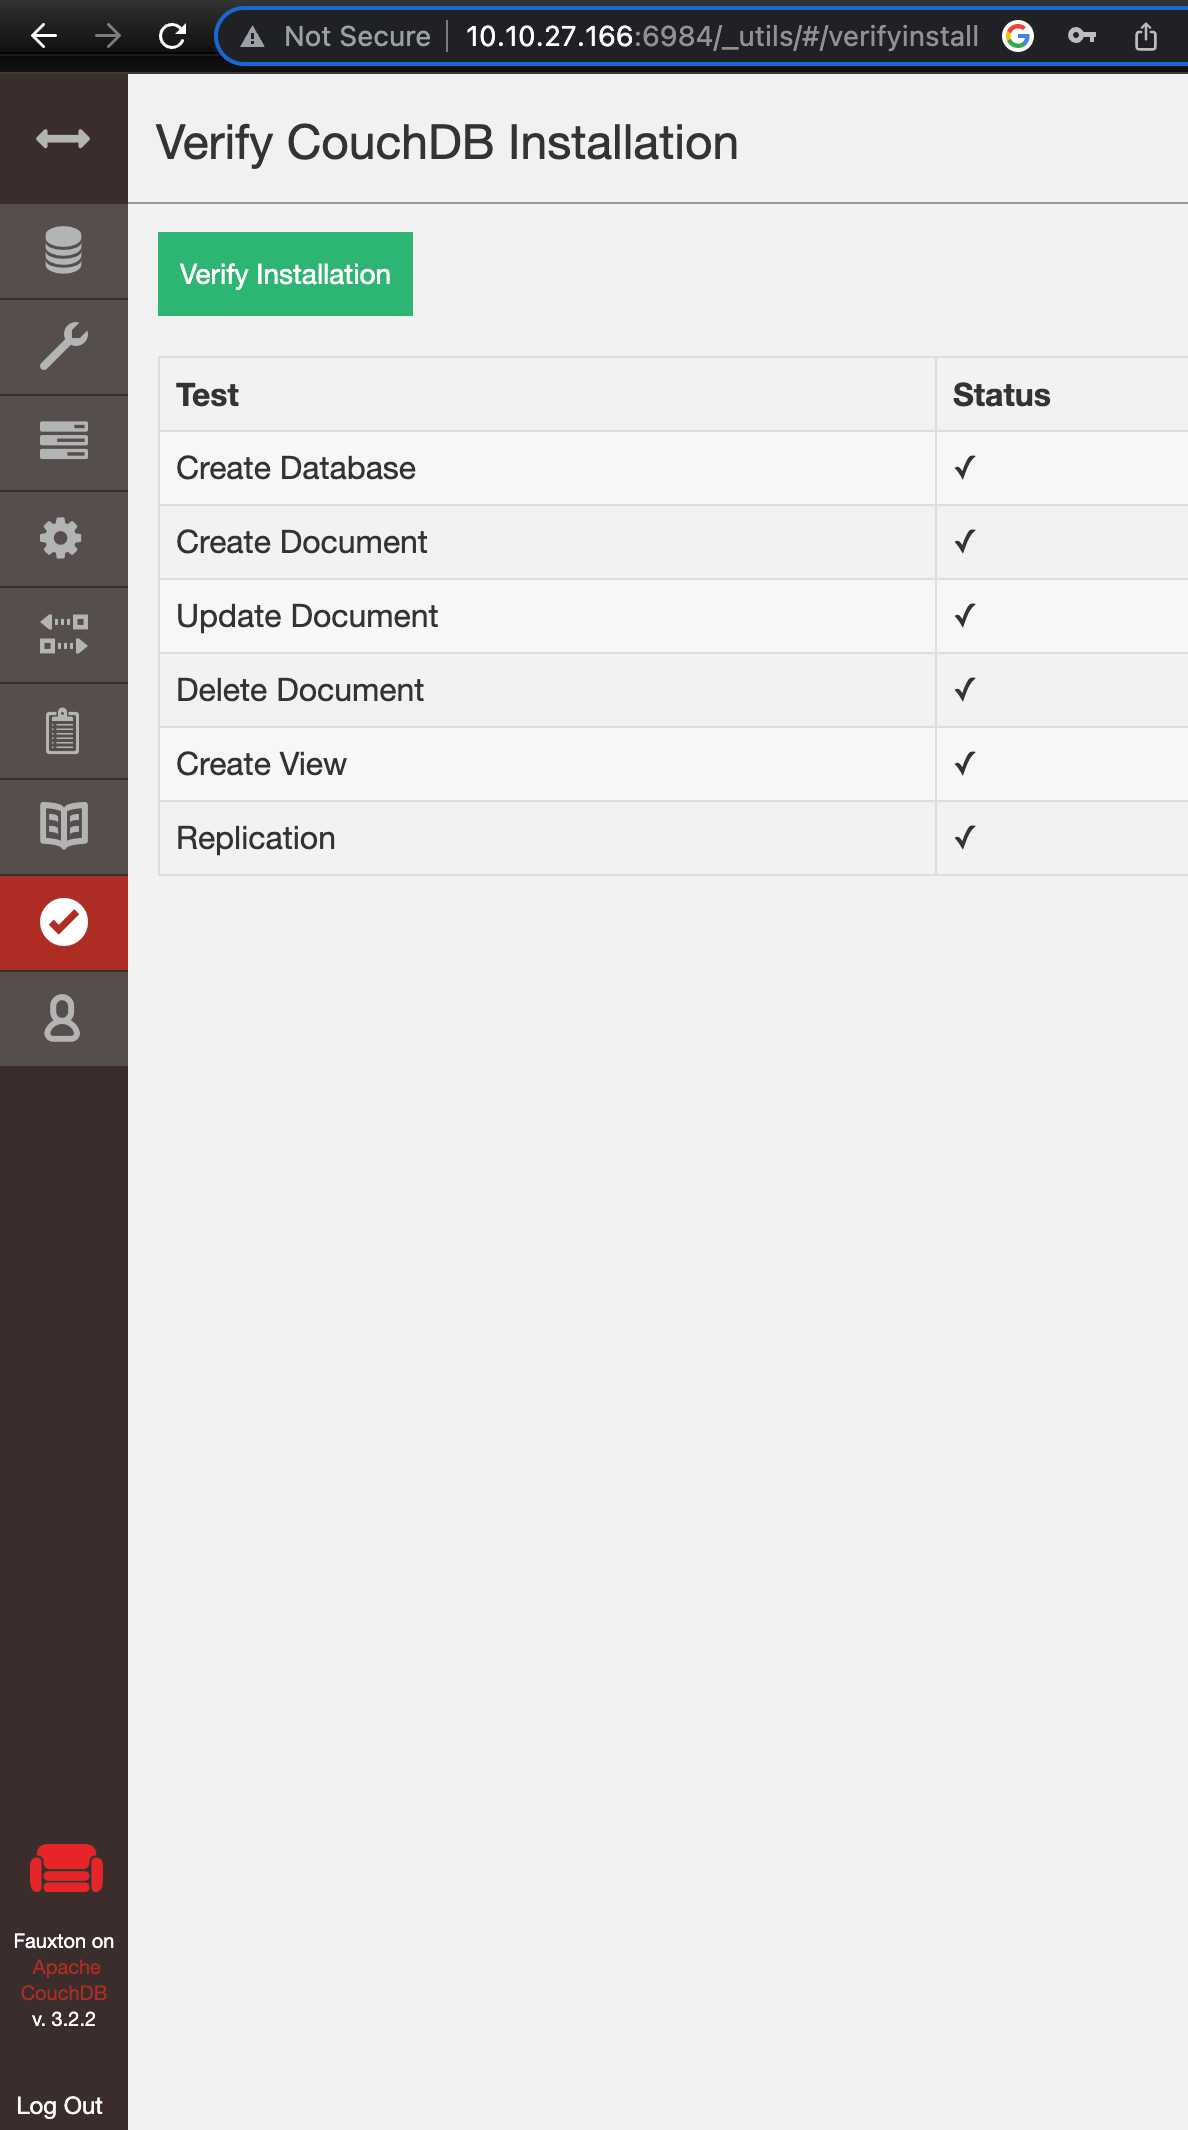 Not Secure 10.10.27.166:6984/_utils/#/verifyinstall
Verify CouchDB Installation
Verify Installation
Test Status
Create Database ✓
Create Document ✓
Update Document ✓
Delete Document ✓
Create View ✓
Replication ✓
Fauxton on
Apache
CouchDB
v. 3.2.2
Log Out